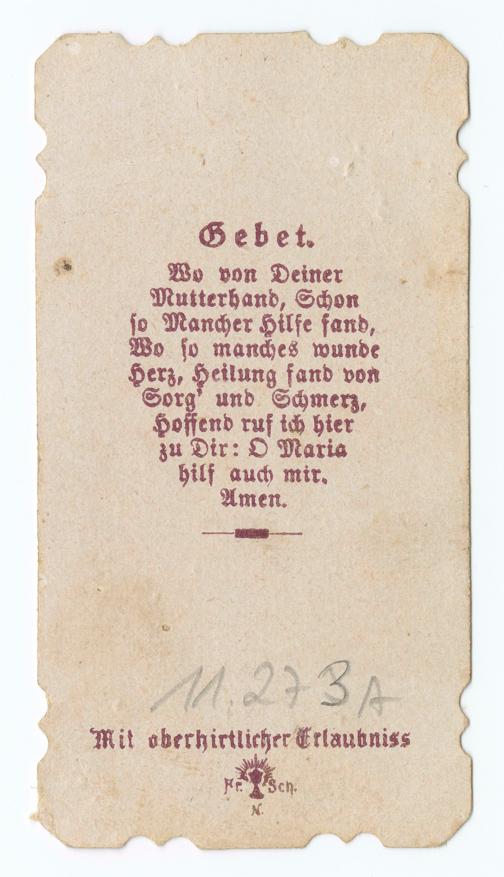 Gebet.
Wo von Deiner
Mutterhand, Schon
so Mancher Hilfe fand,
Wo so manches wunde
Herz, Heilung fand von
Sorg' und Schmerz,
Hoffend ruf ich hier
zu Dir: O Maria
hilf auch mir.
Amen.
11.273A
Mit oberhirtlicher Erlaubniss
Fr. Sch.
N.